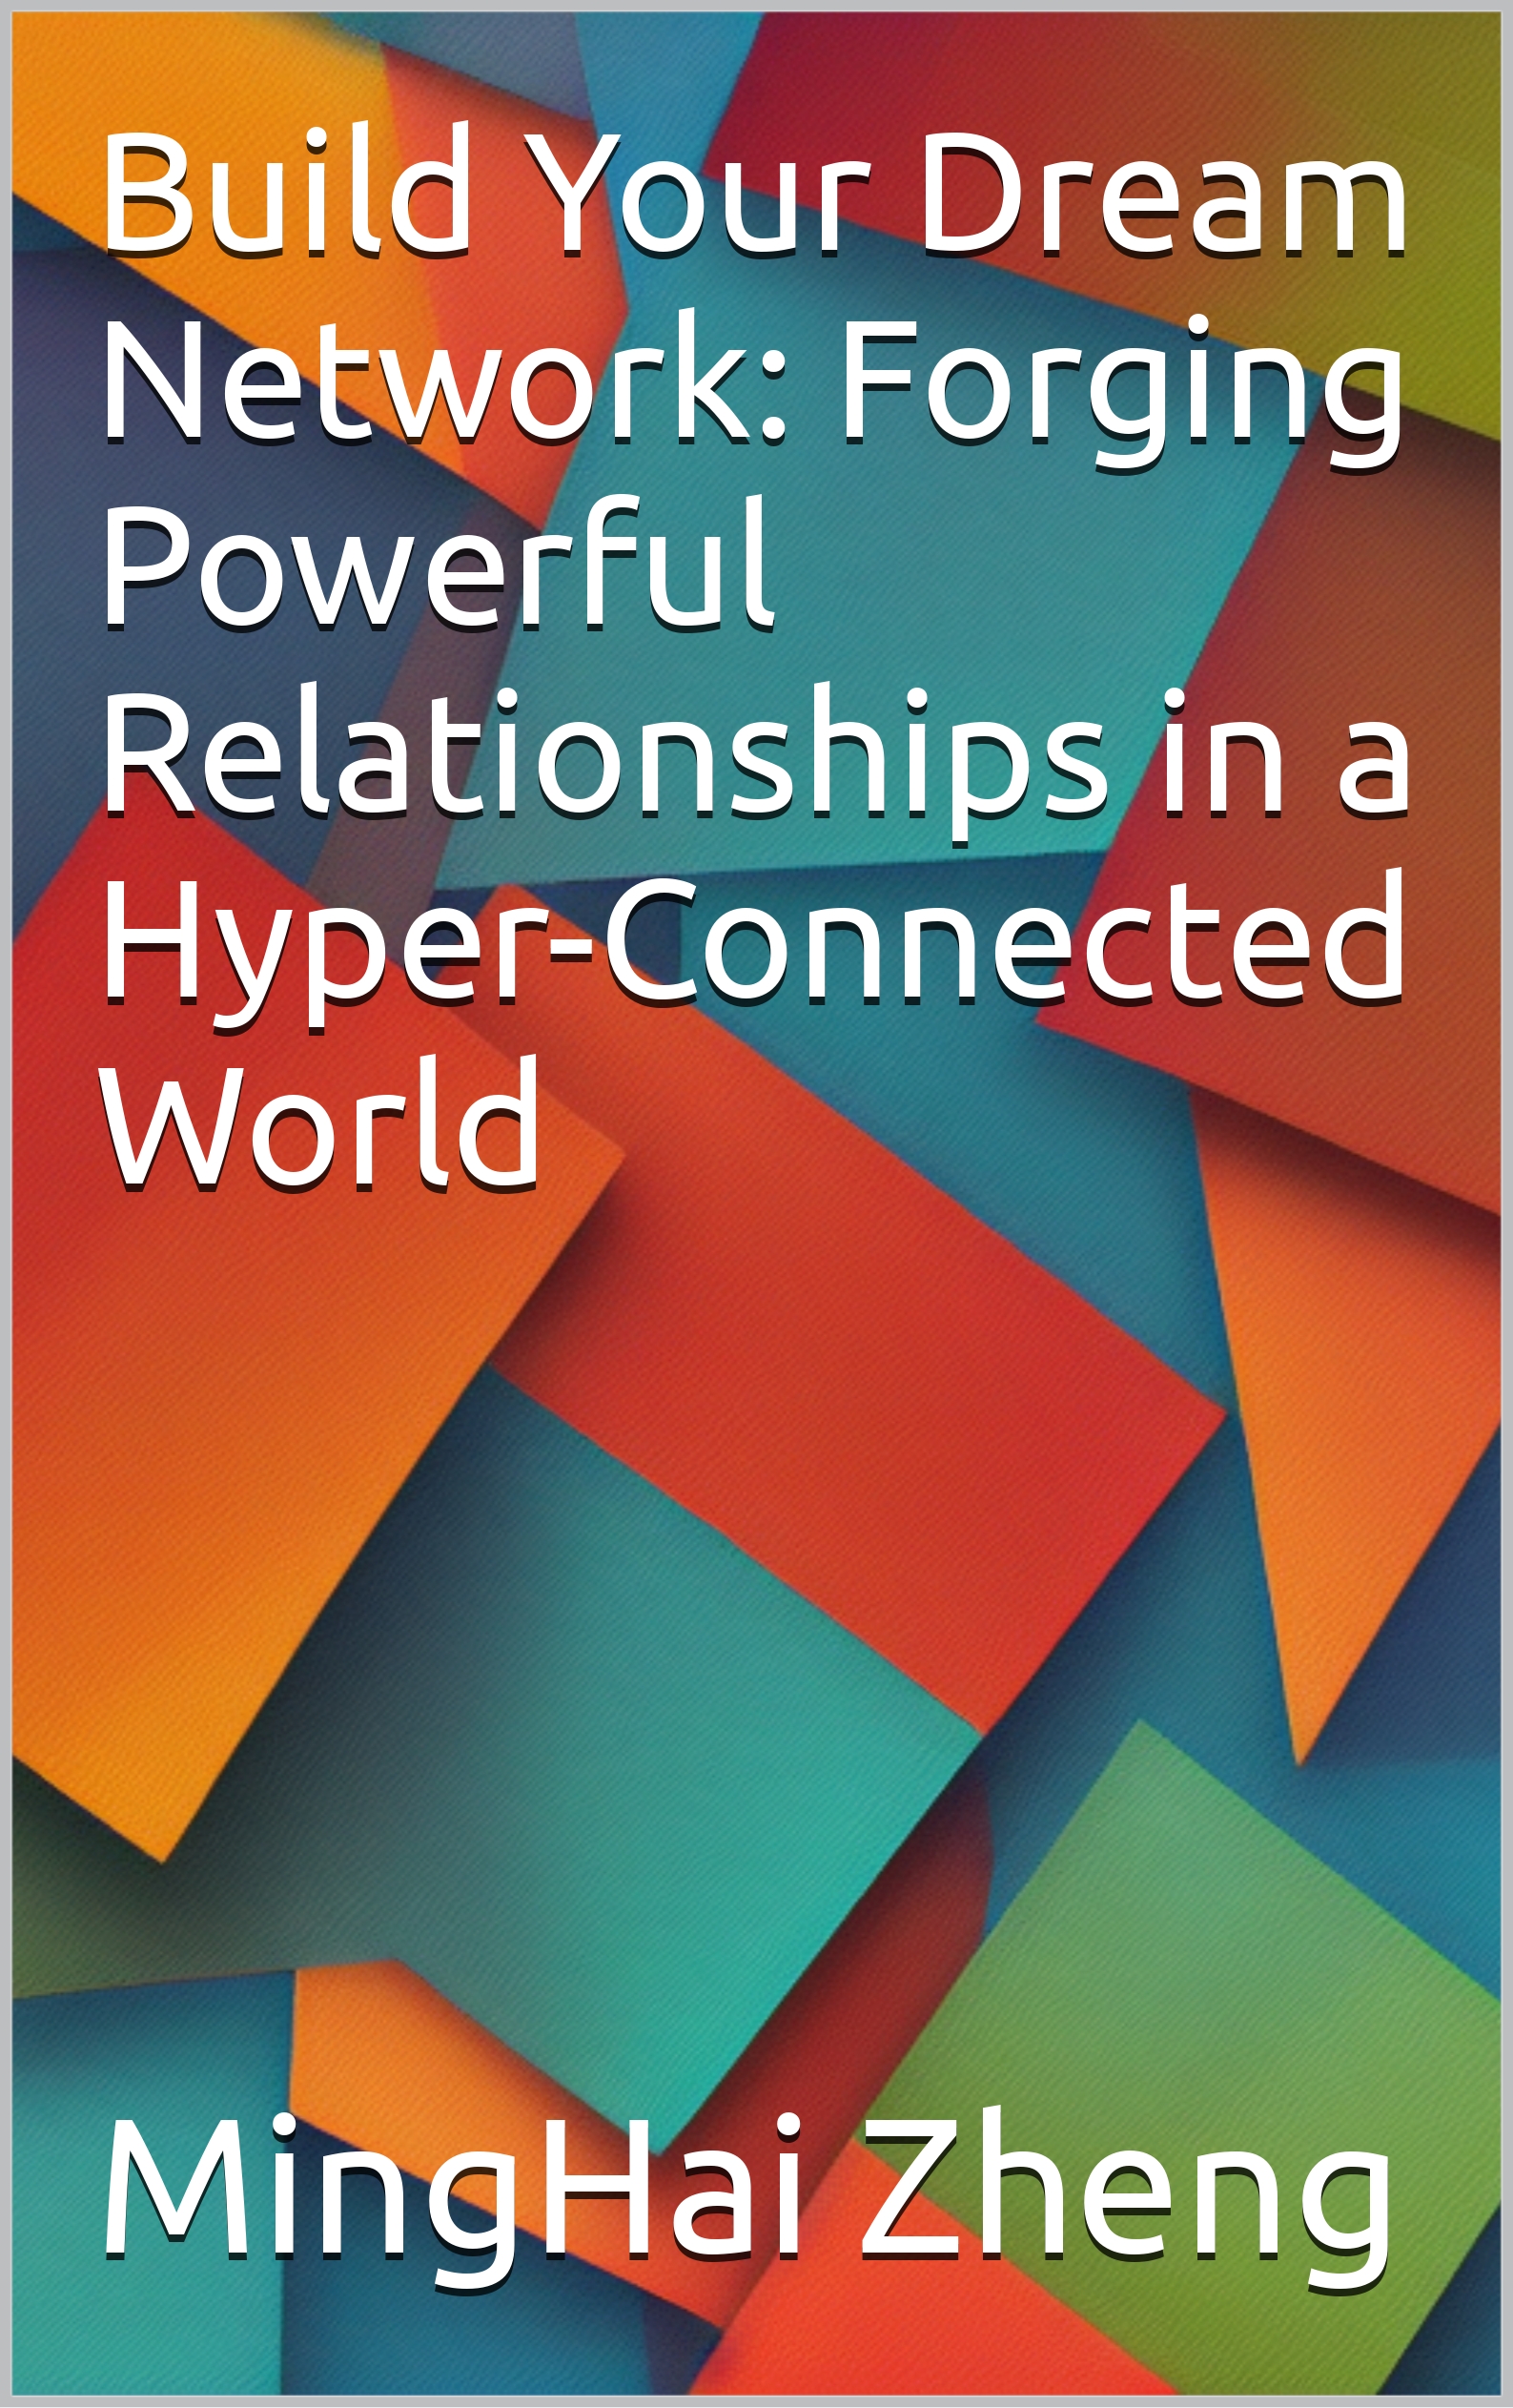 Build Your Dream
Network: Forging
Powerful
Relationships in a
Hyper-Connected
World
MingHai Zheng